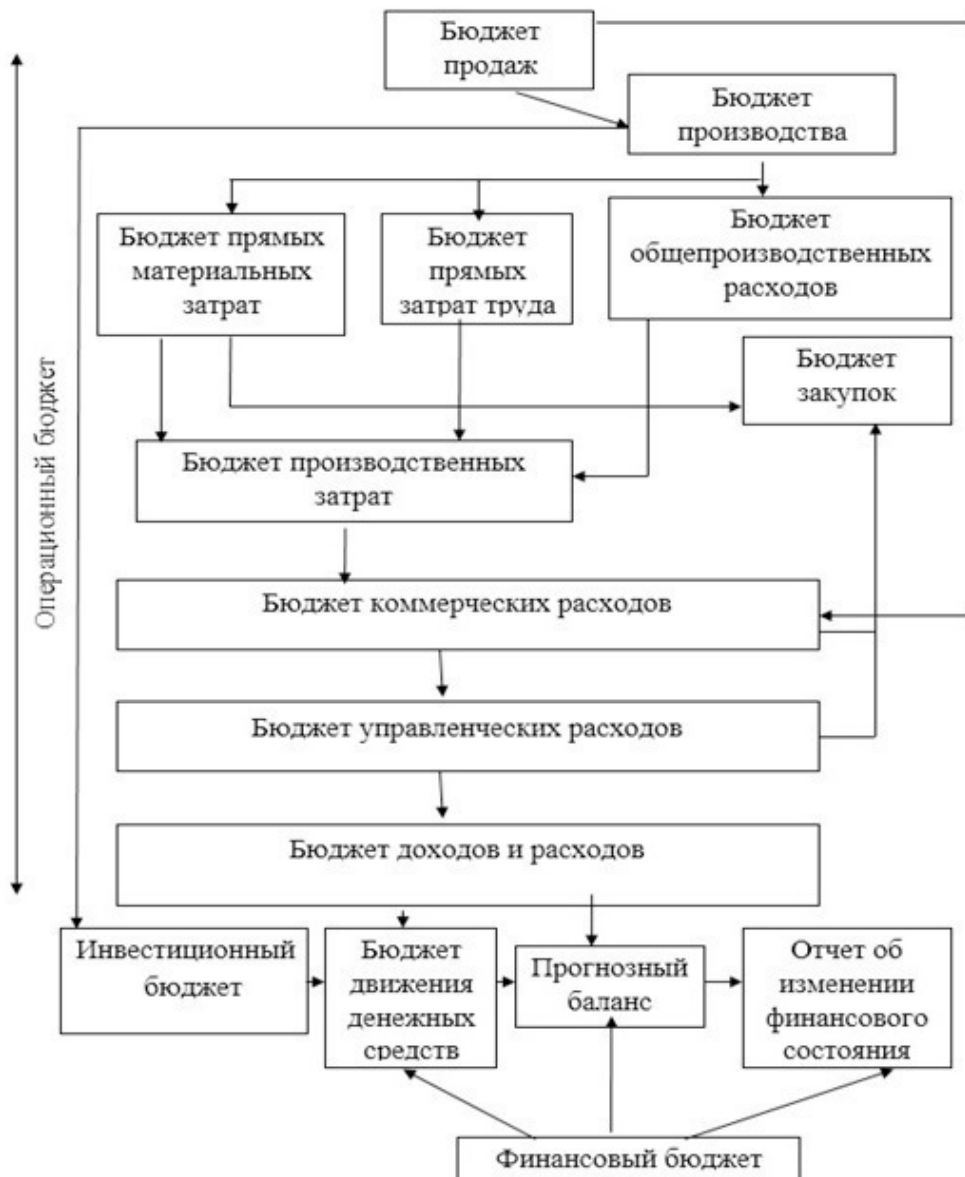 Бюджет
продаж
Бюджет
производства
Бюджет прямых
материальных
затрат
Бюджет
прямых
затрат труда
Бюджет
общепроизводственных
расходов
Бюджет
закупок
Операционный бюджет
Бюджет производственных
затрат
Бюджет коммерческих расходов
Бюджет управленческих расходов
Бюджет доходов и расходов
Инвестиционный
бюджет
Бюджет
движения
денежных
средств
Прогнозный
баланс
Отчет об
изменении
финансового
состояния
Финансовый бюджет